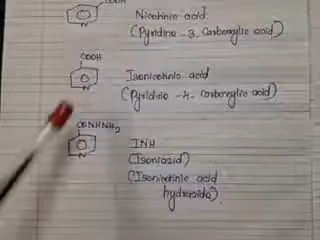 COOH
Nicotinic acid.
N
(Pyridine -3- Carboxylic acid)
COOH
Isonicotinic acid
N
(Pyridine -4- Carboxylic acid)
CONHNH2
INH
N
(Isoniazid)
(Isonicotinic acid
hydrazide)